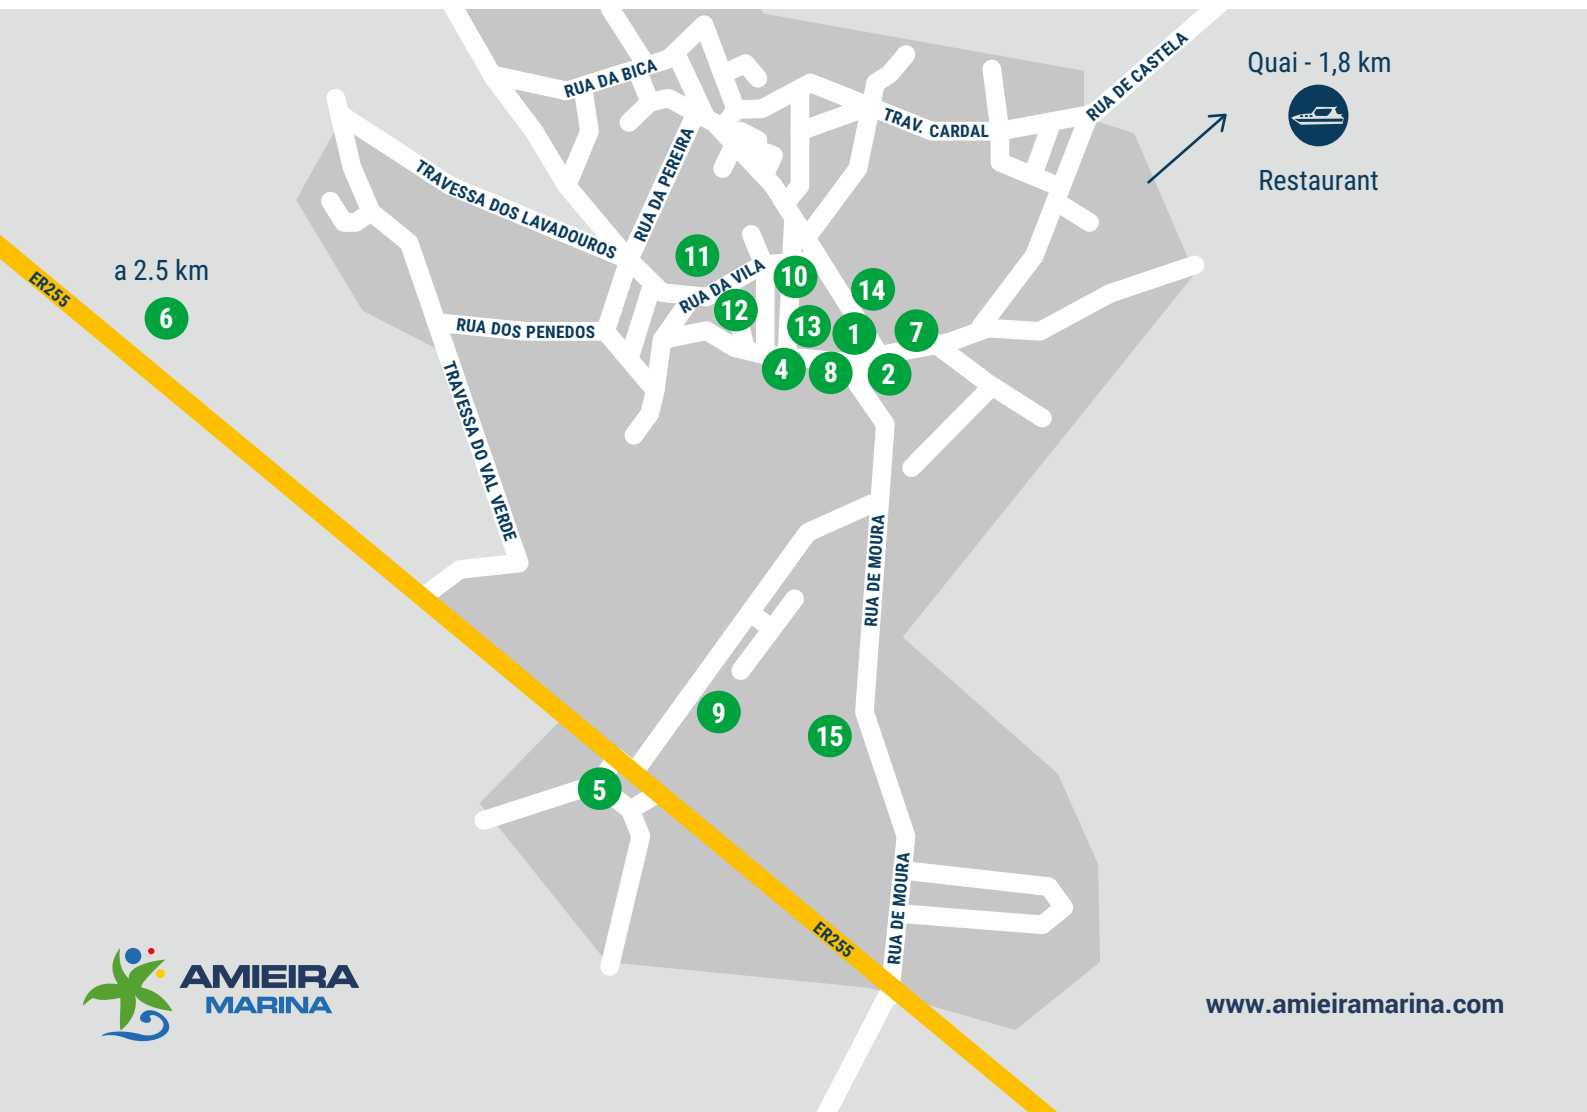 Quai - 1,8 km
Restaurant
RUA DE CASTELA
RUA DA BICA
TRAV. CARDAL
RUA DA PEREIRA
TRAVESSA DOS LAVADOUROS
a 2.5 km
6
ER255
11
RUA DA VILA
10
14
12
13
1
7
RUA DOS PENEDOS
4
8
2
TRAVESSA DO VAL VERDE
RUA DE MOURA
9
15
5
RUA DE MOURA
ER255
AMIEIRA
MARINA
www.amieiramarina.com